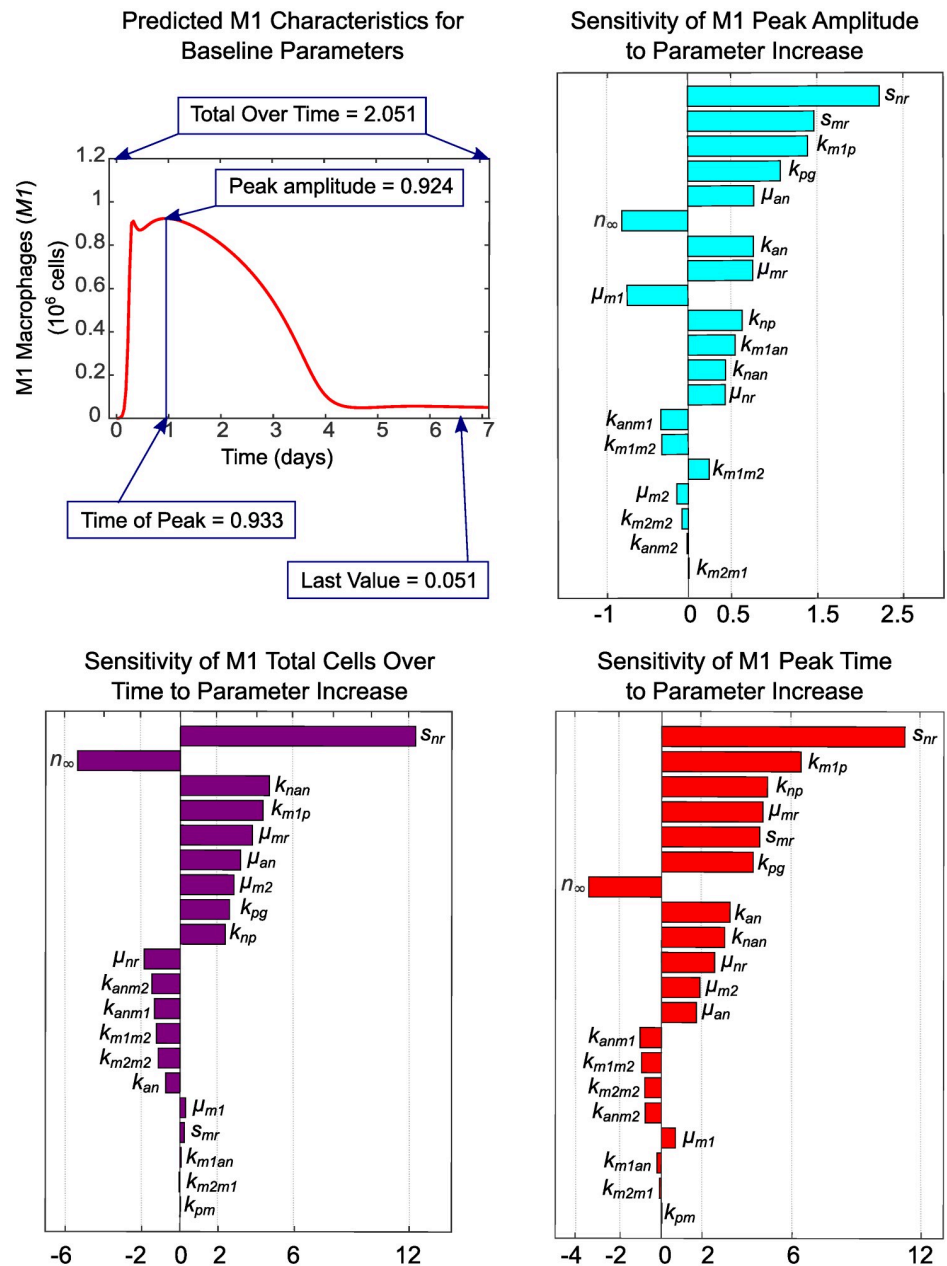 Predicted M1 Characteristics for
Baseline Parameters
Total Over Time = 2.051
Peak amplitude = 0.924
M1 Macrophages (M1)
(10⁶ cells)
1.2
1
0.8
0.6
0.4
0.2
0
0 1 2 3 4 5 6 7
Time (days)
Time of Peak = 0.933
Last Value = 0.051
Sensitivity of M1 Peak Amplitude
to Parameter Increase
s_nr
s_mr
k_m1p
k_pg
μ_an
n_∞
k_an
μ_mr
μ_m1
k_np
k_m1an
k_nan
μ_nr
k_anm1
k_m1m2
k_m1m2
μ_m2
k_m2m2
k_anm2
k_m2m1
-1 0 0.5 1.5 2.5
Sensitivity of M1 Total Cells Over
Time to Parameter Increase
s_nr
n_∞
k_nan
k_m1p
μ_mr
μ_an
μ_m2
k_pg
k_np
μ_nr
k_anm2
k_anm1
k_m1m2
k_m2m2
k_an
μ_m1
s_mr
k_m1an
k_m2m1
k_pm
-6 -2 0 2 6 12
Sensitivity of M1 Peak Time
to Parameter Increase
s_nr
k_m1p
k_np
μ_mr
s_mr
k_pg
n_∞
k_an
k_nan
μ_nr
μ_m2
μ_an
k_anm1
k_m1m2
k_m2m2
k_anm2
μ_m1
k_m1an
k_m2m1
k_pm
-4 -2 0 2 6 12